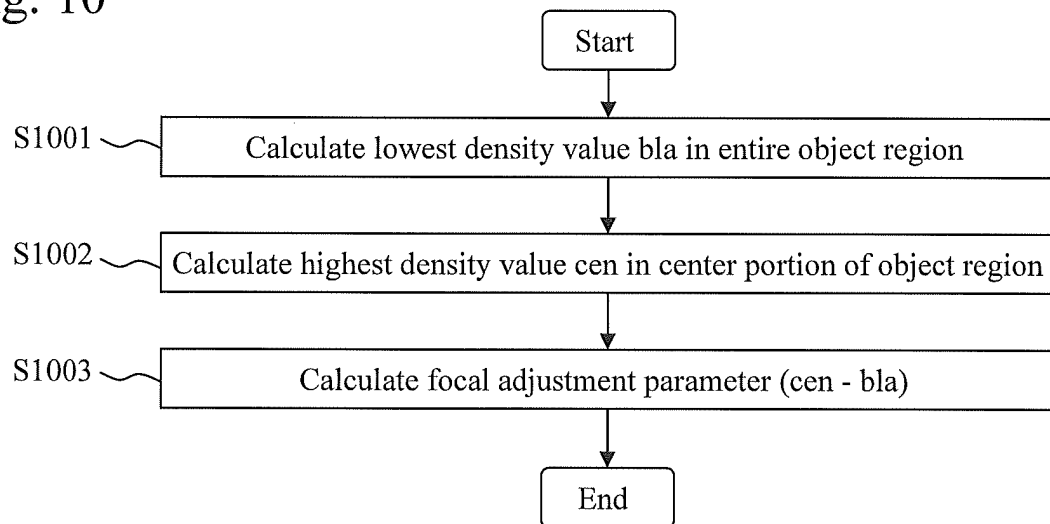 g. 10
Start
S1001
Calculate lowest density value bla in entire object region
S1002
Calculate highest density value cen in center portion of object region
S1003
Calculate focal adjustment parameter (cen - bla)
End